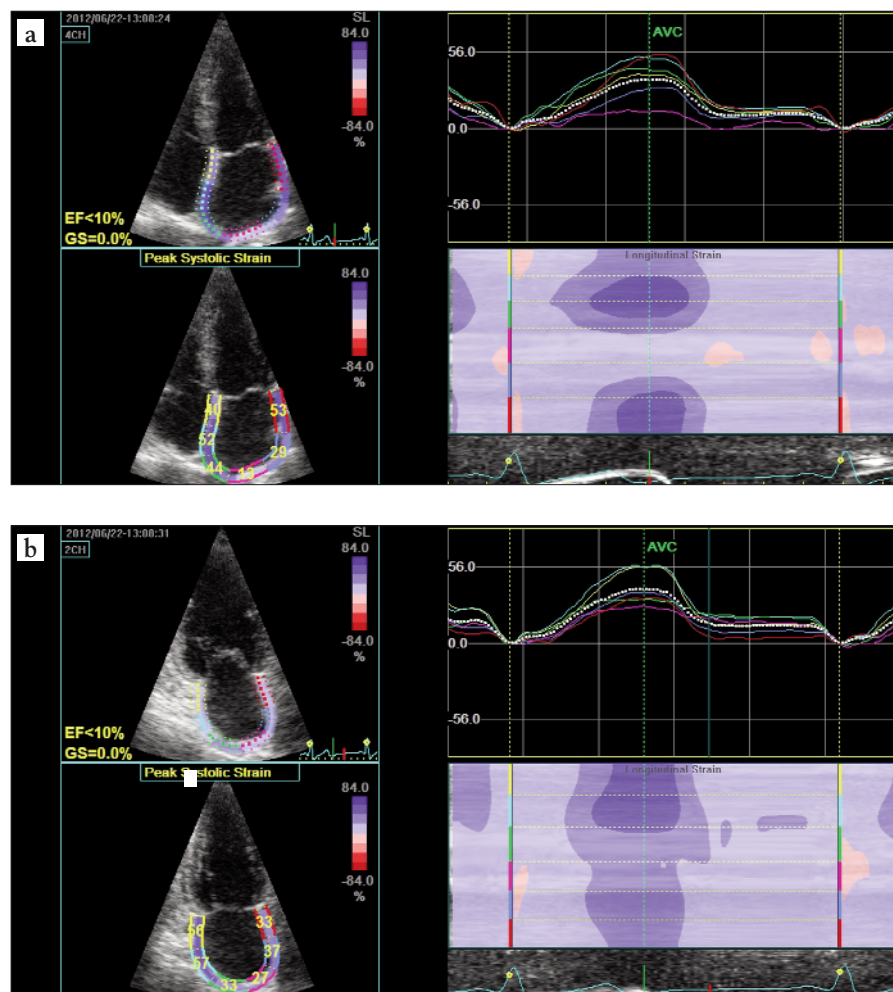 a
2012/06/22-13:00:24
4CH
SL
84.0
-84.0
%
EF<10%
GS=0.0%
AVC
56.0
0.0
-56.0
Peak Systolic Strain
84.0
-84.0
%
40
53
52
29
44
13
Longitudinal Strain
b
2012/06/22-13:00:31
2CH
SL
84.0
-84.0
%
EF<10%
GS=0.0%
AVC
56.0
0.0
-56.0
Peak Systolic Strain
84.0
-84.0
%
56
33
57
37
33
27
Longitudinal Strain